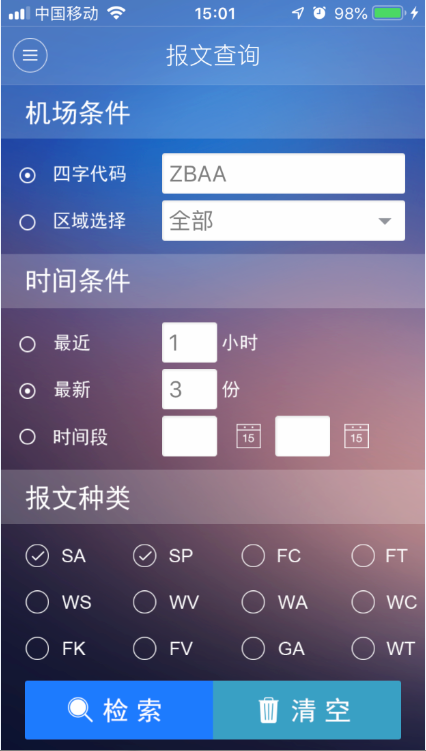 中国移动 15:01 98%
报文查询
机场条件
四字代码 ZBAA
区域选择 全部
时间条件
最近 1 小时
最新 3 份
时间段 15 15
报文种类
SA SP FC FT
WS WV WA WC
FK FV GA WT
检索 清空